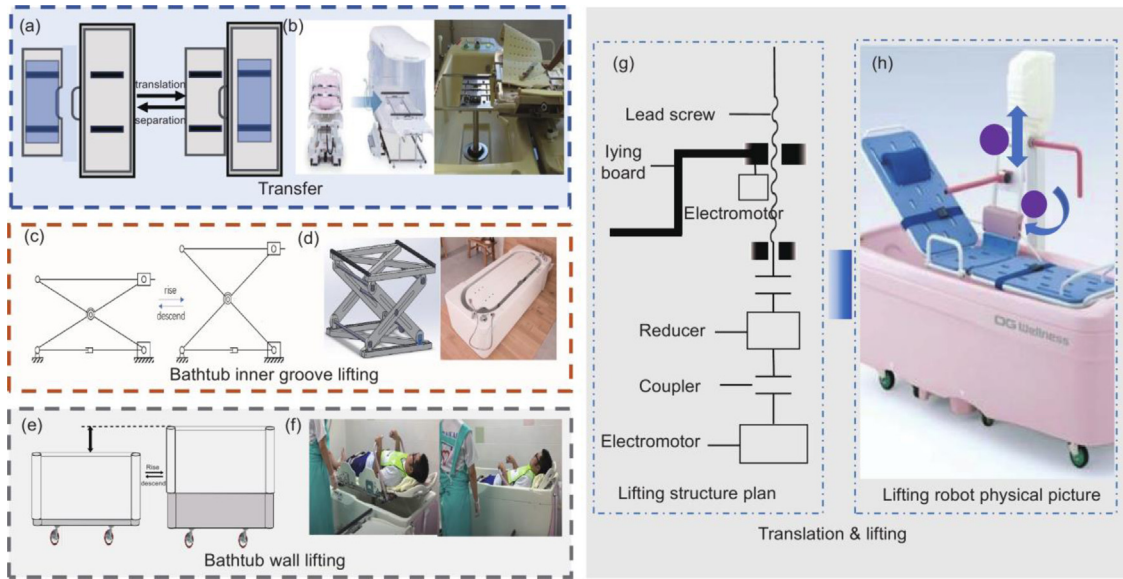 (a)
(b)
translation
separation
Transfer
(c)
(d)
rise
descend
Bathtub inner groove lifting
(e)
(f)
Rise
descend
Bathtub wall lifting
(g)
Lead screw
lying
board
Electromotor
Reducer
Coupler
Electromotor
Lifting structure plan
(h)
OG Wellness
Lifting robot physical picture
Translation & lifting